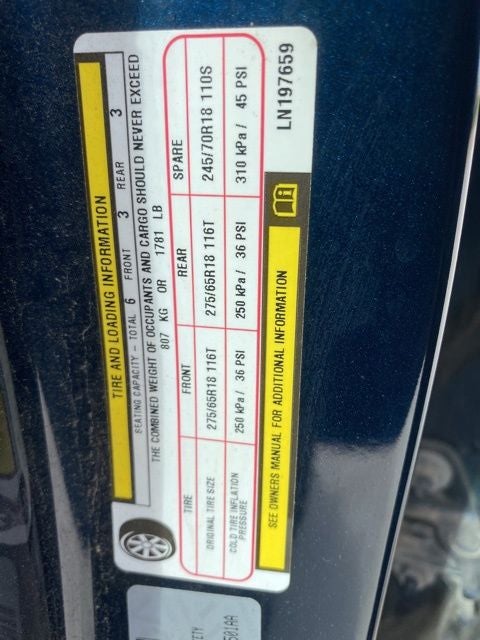 TIRE AND LOADING INFORMATION
SEATING CAPACITY - TOTAL 6 FRONT 3 REAR 3
THE COMBINED WEIGHT OF OCCUPANTS AND CARGO SHOULD NEVER EXCEED
807 KG OR 1781 LB
TIRE FRONT REAR SPARE
ORIGINAL TIRE SIZE 275/65R18 116T 275/65R18 116T 245/70R18 110S
COLD TIRE INFLATION PRESSURE 250 kPa / 36 PSI 250 kPa / 36 PSI 310 kPa / 45 PSI
SEE OWNERS MANUAL FOR ADDITIONAL INFORMATION
LN197659
501AA